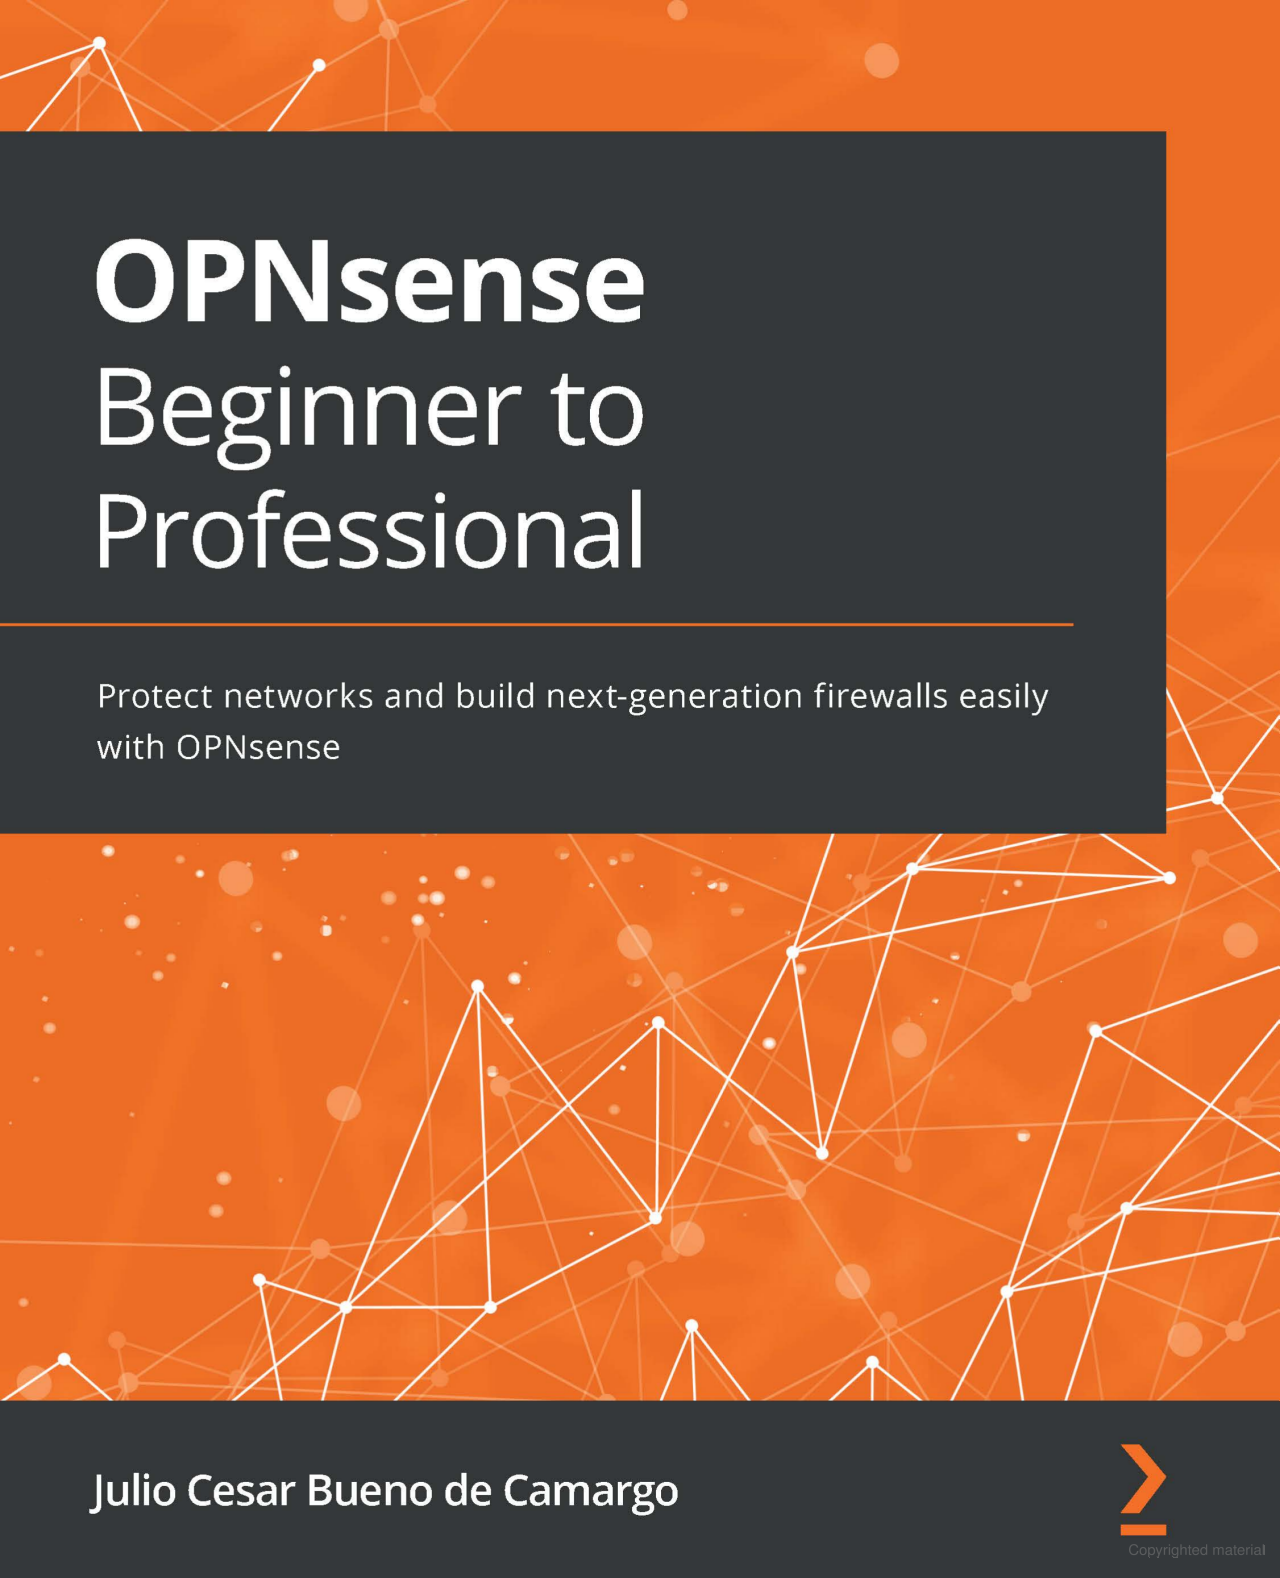 OPNsense
Beginner to
Professional
Protect networks and build next-generation firewalls easily
with OPNsense
Julio Cesar Bueno de Camargo
Copyrighted material